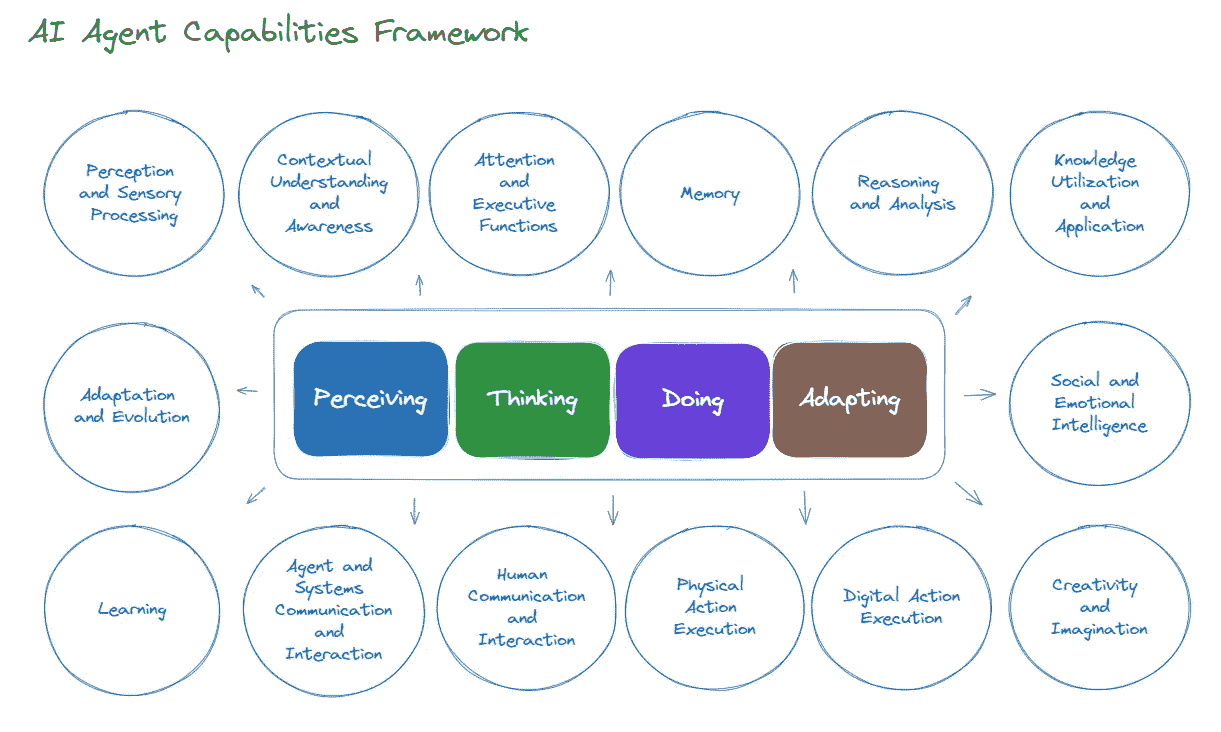 AI Agent Capabilities Framework
Perception
and Sensory
Processing
Contextual
Understanding
and
Awareness
Attention
and
Executive
Functions
Memory
Reasoning
and Analysis
Knowledge
Utilization
and
Application
Adaptation
and Evolution
Perceiving
Thinking
Doing
Adapting
Social and
Emotional
Intelligence
Learning
Agent and
Systems
Communication
and
Interaction
Human
Communication
and
Interaction
Physical
Action
Execution
Digital Action
Execution
Creativity
and
Imagination